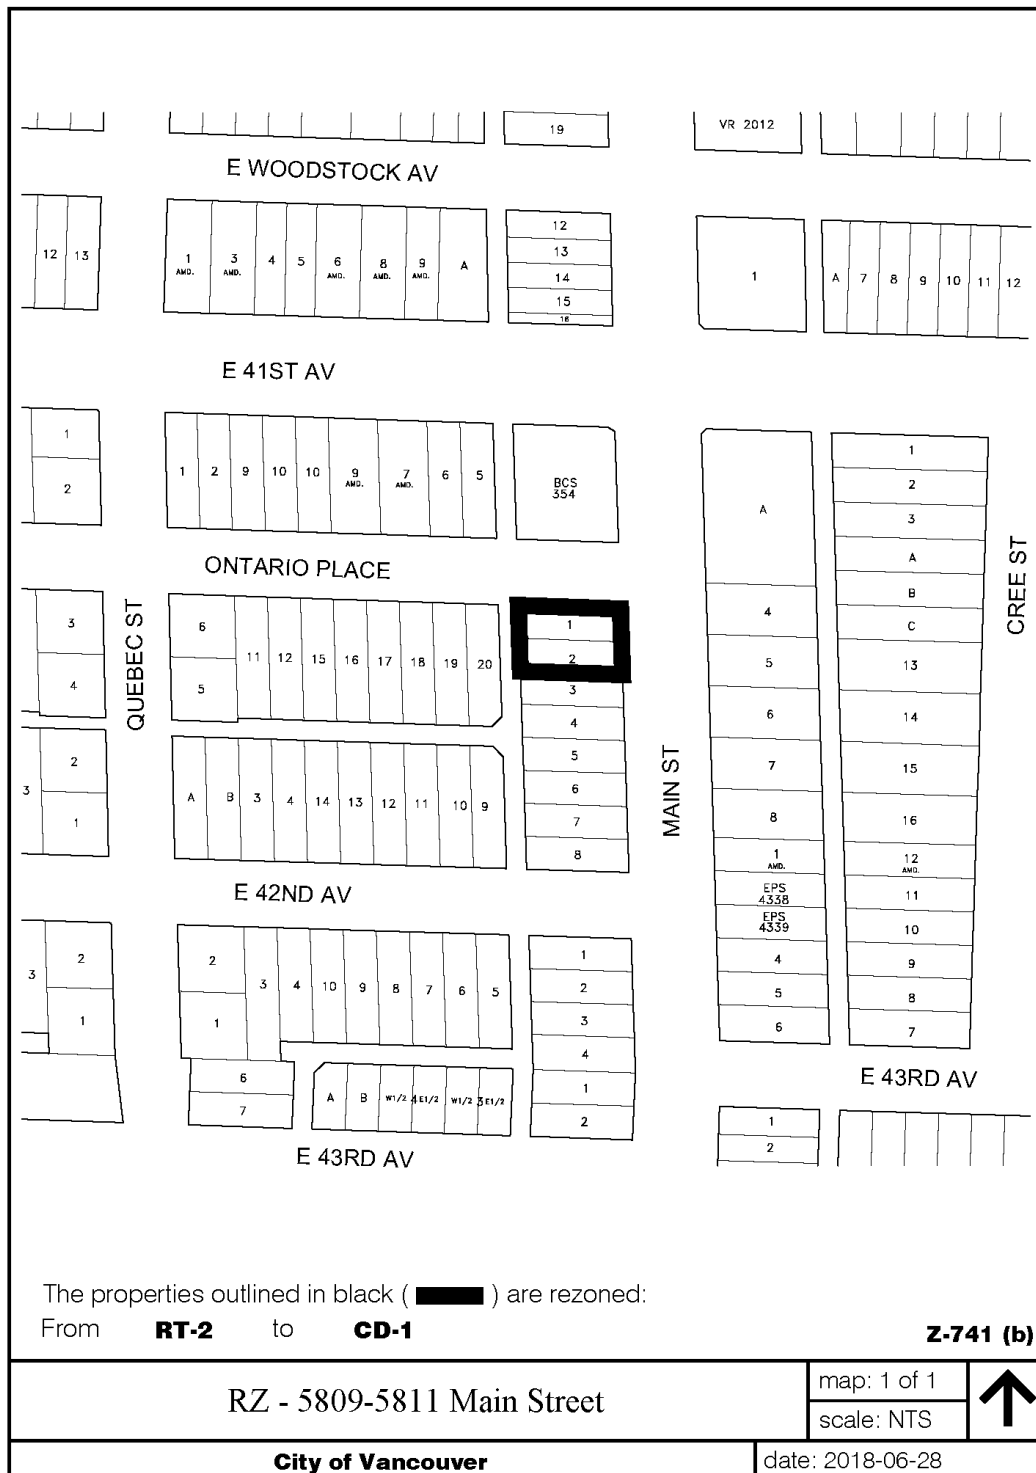 19
VR 2012
E WOODSTOCK AV
12 13
1 AMD. 3 AMD. 4 5 6 AMD. 8 AMD. 9 AMD. A
12
13
14
15
16
1
A 7 8 9 10 11 12
E 41ST AV
1
2
1 2 9 10 10 9 AMD. 7 AMD. 6 5
BCS
354
A
4
5
6
7
8
1
AMD.
EPS
4338
EPS
4339
4
5
6
1
2
3
A
B
C
13
14
15
16
12
AMD.
11
10
9
8
7
CREE ST
ONTARIO PLACE
QUEBEC ST
3
4
6
5
11 12 15 16 17 18 19 20
1
2
3
4
5
6
7
8
MAIN ST
3
2
1
A B 3 4 14 13 12 11 10 9
E 42ND AV
3
2
1
2
1
3 4 10 9 8 7 6 5
6
7
A B W1/2 4 E1/2 W1/2 3 E1/2
1
2
3
4
1
2
E 43RD AV
E 43RD AV
1
2
The properties outlined in black ( ) are rezoned:
From RT-2 to CD-1
Z-741 (b)
RZ - 5809-5811 Main Street
map: 1 of 1
scale: NTS
City of Vancouver
date: 2018-06-28